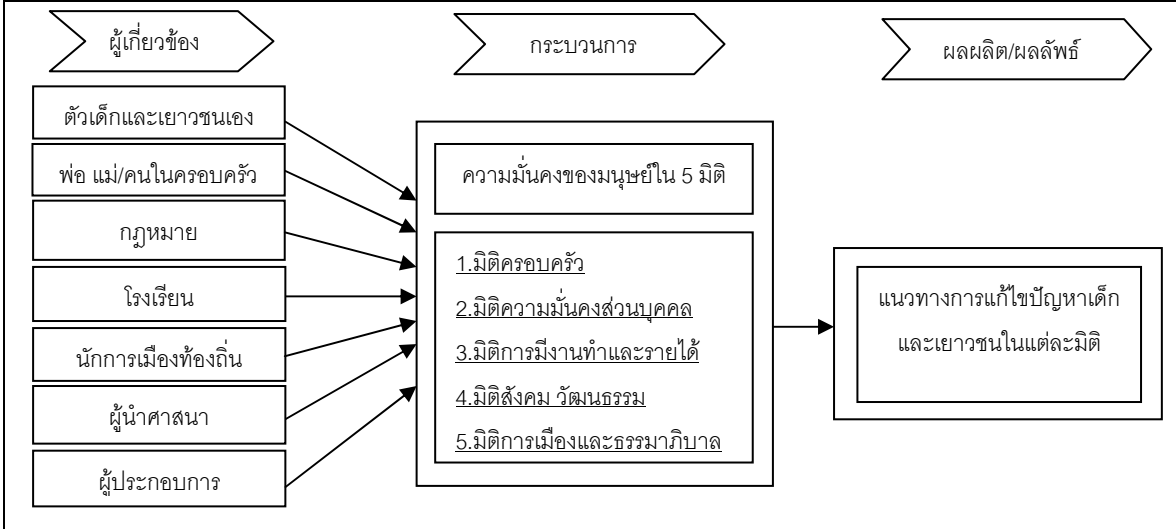 ผู้เกี่ยวข้อง
กระบวนการ
ผลผลิต/ผลลัพธ์
ตัวเด็กและเยาวชนเอง
พ่อ แม่/คนในครอบครัว
กฎหมาย
โรงเรียน
นักการเมืองท้องถิ่น
ผู้นำศาสนา
ผู้ประกอบการ
ความมั่นคงของมนุษย์ใน 5 มิติ
1.มิติครอบครัว
2.มิติความมั่นคงส่วนบุคคล
3.มิติการมีงานทำและรายได้
4.มิติสังคม วัฒนธรรม
5.มิติการเมืองและธรรมาภิบาล
แนวทางการแก้ไขปัญหาเด็ก
และเยาวชนในแต่ละมิติ